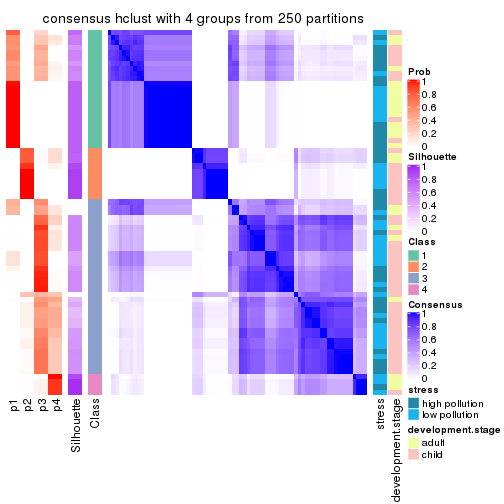 consensus hclust with 4 groups from 250 partitions
Prob
1
0.8
0.6
0.4
0.2
0
Silhouette
1
0.8
0.6
0.4
0.2
0
Class
1
2
3
4
Consensus
1
0.8
0.6
0.4
0.2
0
stress
high pollution
low pollution
development.stage
adult
child
p1
p2
p3
p4
Silhouette
Class
stress
development.stage